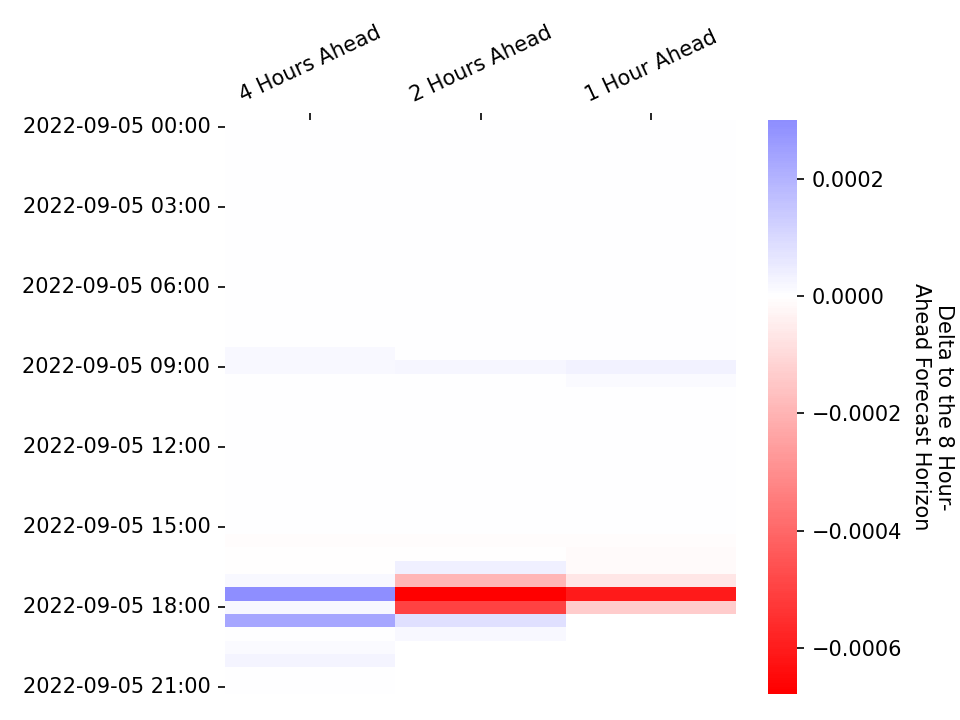 4 Hours Ahead
2 Hours Ahead
1 Hour Ahead
2022-09-05 00:00
2022-09-05 03:00
2022-09-05 06:00
2022-09-05 09:00
2022-09-05 12:00
2022-09-05 15:00
2022-09-05 18:00
2022-09-05 21:00
0.0002
0.0000
−0.0002
−0.0004
−0.0006
Delta to the 8 Hour-
Ahead Forecast Horizon